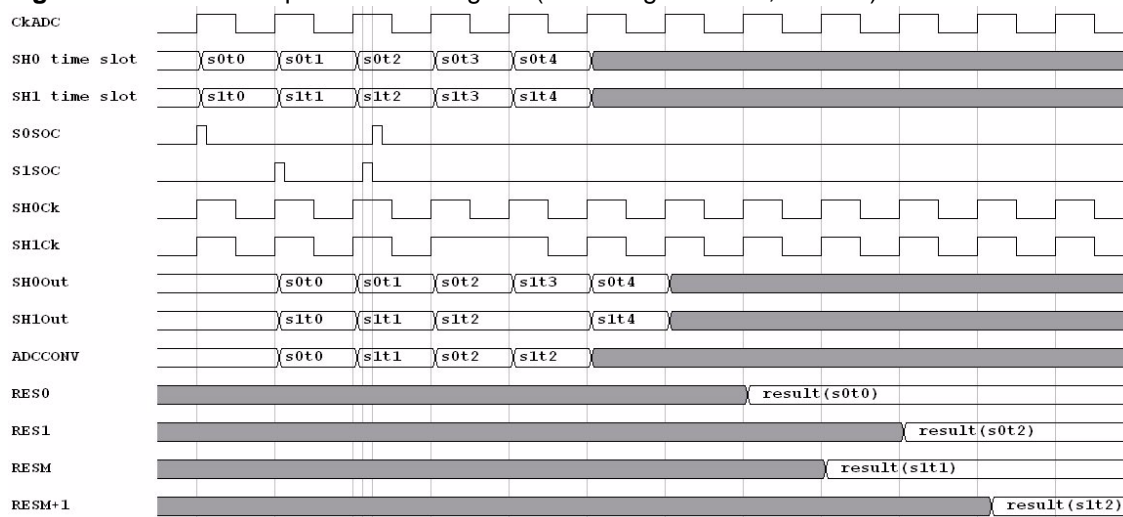 CkADC
SH0 time slot s0t0 s0t1 s0t2 s0t3 s0t4
SH1 time slot s1t0 s1t1 s1t2 s1t3 s1t4
S0SOC
S1SOC
SH0Ck
SH1Ck
SH0Out s0t0 s0t1 s0t2 s1t3 s0t4
SH1Out s1t0 s1t1 s1t2 s1t4
ADCCONV s0t0 s1t1 s0t2 s1t2
RES0 result(s0t0)
RES1 result(s0t2)
RESM result(s1t1)
RESM+1 result(s1t2)